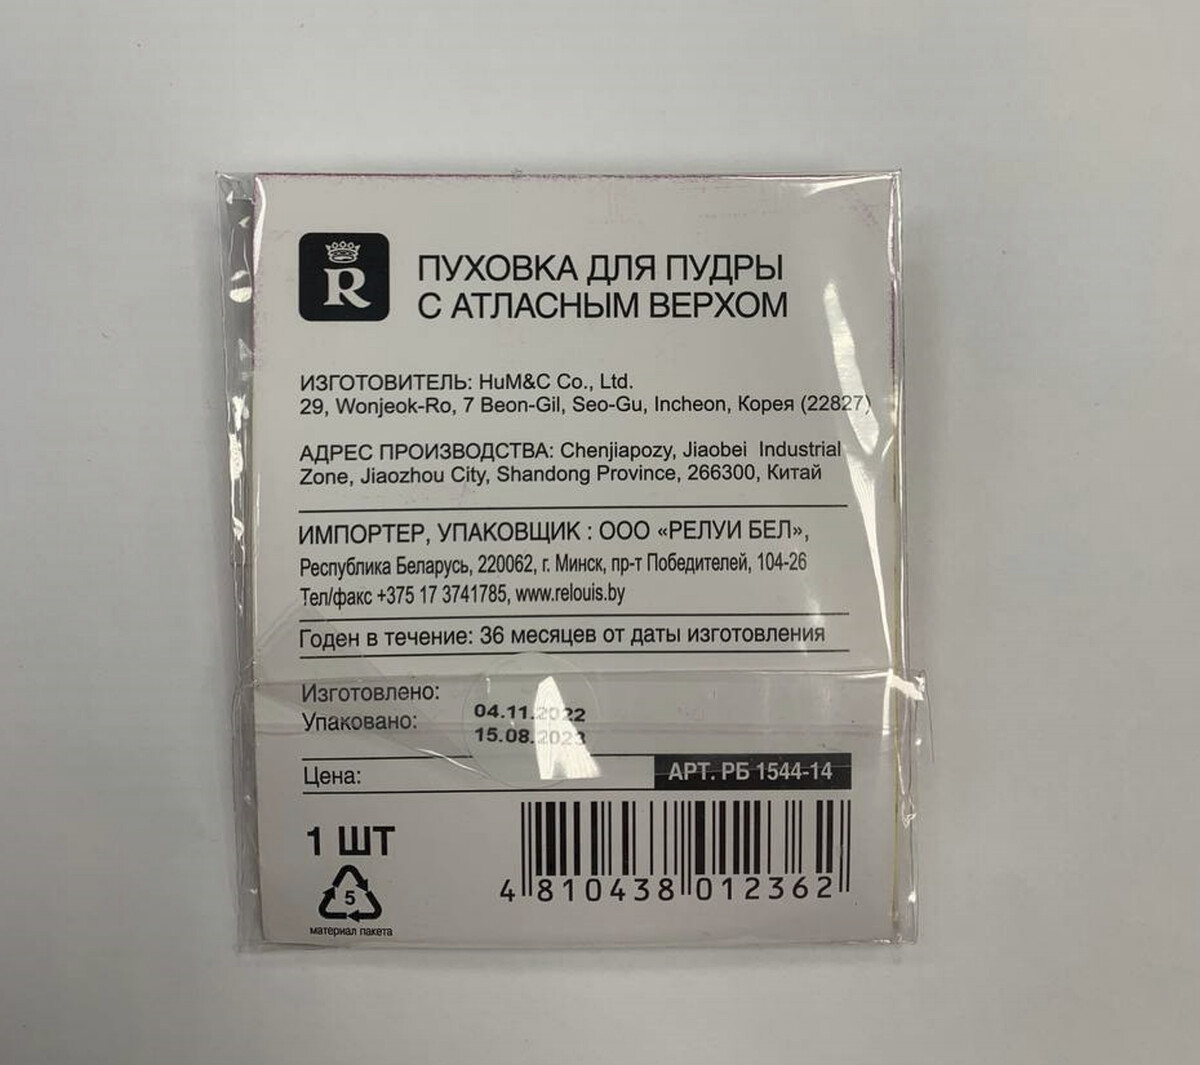 R
ПУХОВКА ДЛЯ ПУДРЫ
С АТЛАСНЫМ ВЕРХОМ
ИЗГОТОВИТЕЛЬ: HuM&C Co., Ltd.
29, Wonjeok-Ro, 7 Beon-Gil, Seo-Gu, Incheon, Корея (22827)
АДРЕС ПРОИЗВОДСТВА: Chenjiapozy, Jiaobei Industrial
Zone, Jiaozhou City, Shandong Province, 266300, Китай
ИМПОРТЕР, УПАКОВЩИК : ООО «РЕЛУИ БЕЛ»,
Республика Беларусь, 220062, г. Минск, пр-т Победителей, 104-26
Тел/факс +375 17 3741785, www.relouis.by
Годен в течение: 36 месяцев от даты изготовления
Изготовлено: 04.11.2022
Упаковано: 15.08.2023
Цена: АРТ. РБ 1544-14
1 ШТ
5
материал пакета
4 810438 012362